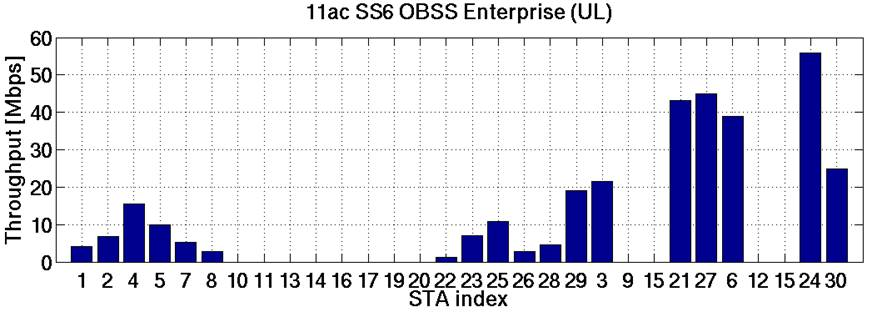 11ac SS6 OBSS Enterprise (UL)
Throughput [Mbps]
60
50
40
30
20
10
0
1 2 4 5 7 8 10 11 13 14 16 17 19 20 22 23 25 26 28 29 3 9 15 21 27 6 12 15 24 30
STA index